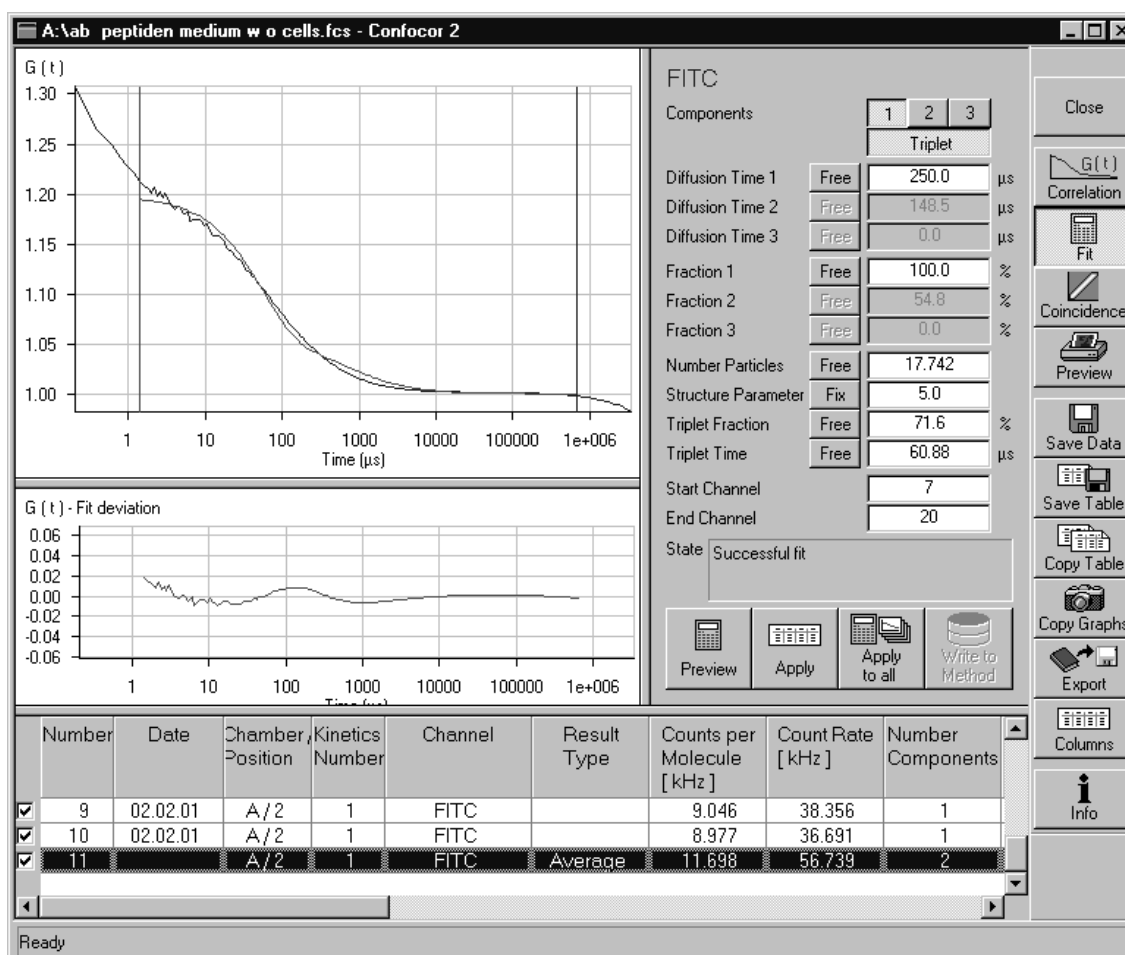 A:\ab peptiden medium w o cells.fcs - Confocor 2
G (t)
1.30
1.25
1.20
1.15
1.10
1.05
1.00
1 10 100 1000 10000 100000 1e+006
Time (µs)
G (t) - Fit deviation
0.06
0.04
0.02
0.00
-0.02
-0.04
-0.06
1 10 100 1000 10000 100000 1e+006
Time (µs)
FITC
Components 1 2 3
Triplet
Diffusion Time 1 Free 250.0 µs
Diffusion Time 2 Free 148.5 µs
Diffusion Time 3 Free 0.0 µs
Fraction 1 Free 100.0 %
Fraction 2 Free 54.8 %
Fraction 3 Free 0.0 %
Number Particles Free 17.742
Structure Parameter Fix 5.0
Triplet Fraction Free 71.6 %
Triplet Time Free 60.88 µs
Start Channel 7
End Channel 20
State Successful fit
Preview
Apply
Apply to all
Write to Method
Close
G(t)
Correlation
Fit
Coincidence
Preview
Save Data
Save Table
Copy Table
Copy Graphs
Export
Columns
Info
Number Date Chamber/ Kinetics Channel Result Counts per Count Rate Number
Position Number Type Molecule [kHz] Components
[kHz]
9 02.02.01 A/2 1 FITC 9.046 38.356 1
10 02.02.01 A/2 1 FITC 8.977 36.691 1
11 A/2 1 FITC Average 11.698 56.739 2
Ready